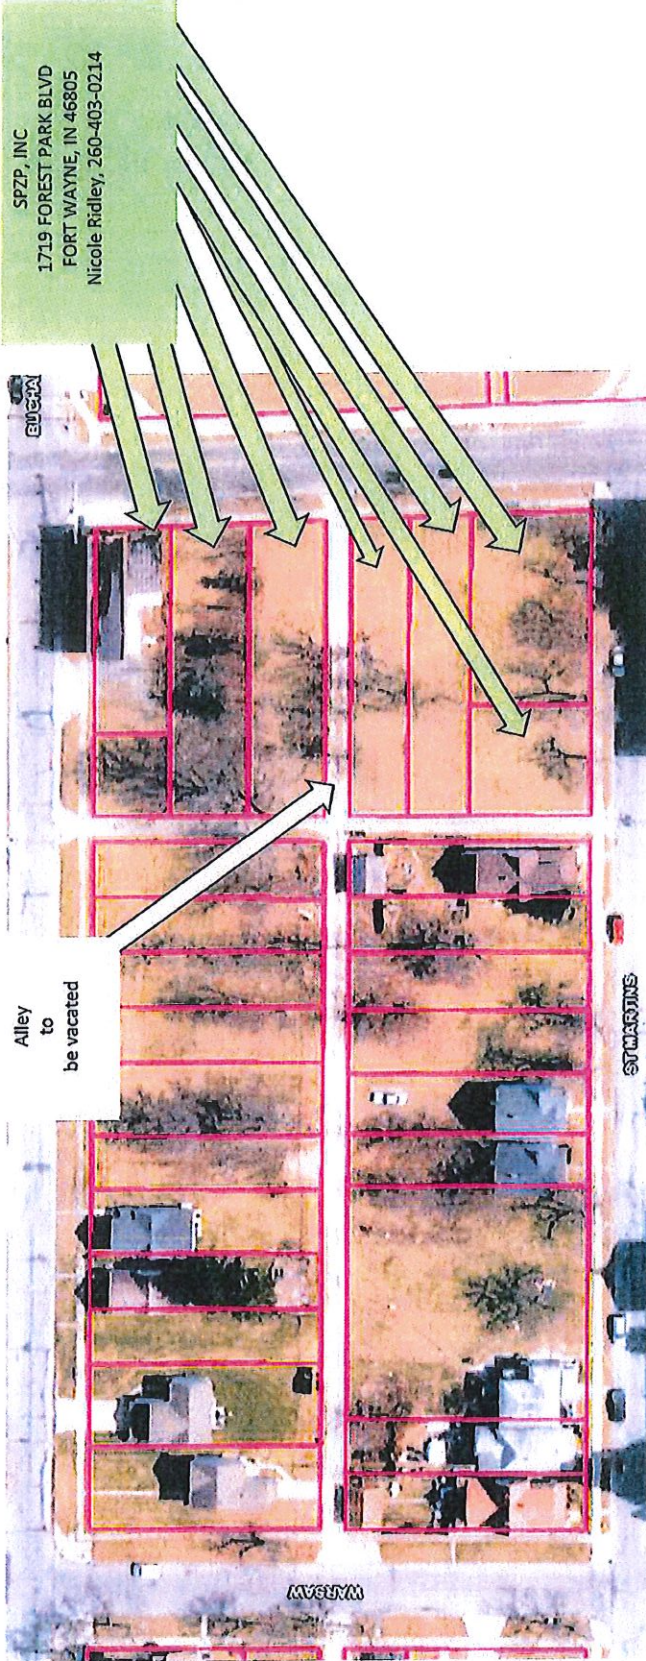 SPZP, INC
1719 FOREST PARK BLVD
FORT WAYNE, IN 46805
Nicole Ridley, 260-403-0214
Alley
to
be vacated
BUCHA
ST MARTINS
WARSAW